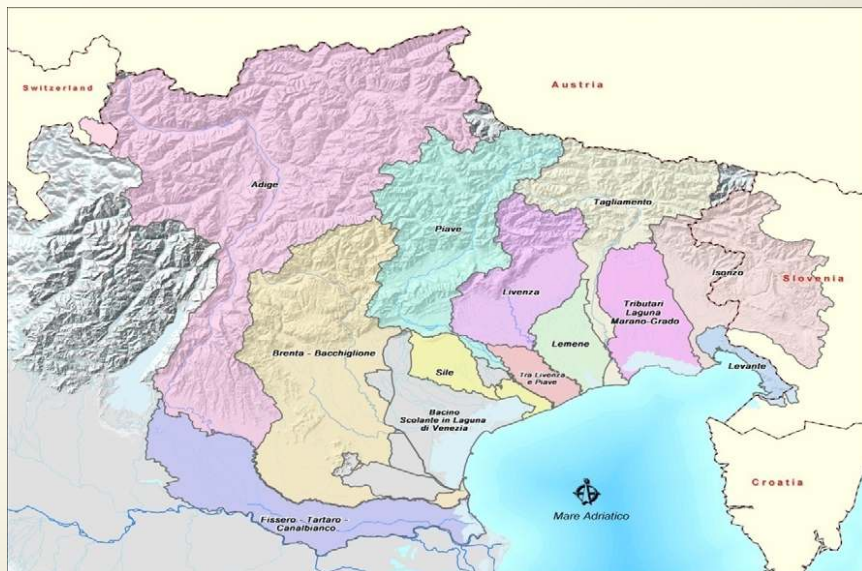 Switzerland
Austria
Adige
Tagliamento
Piave
Isonzo
Slovenia
Livenza
Tributari
Laguna
Marano-Grado
Lemene
Brenta - Bacchiglione
Levante
Sile
Tra Livenza
e Piave
Bacino
Scolante in Laguna
di Venezia
Croatia
Mare Adriatico
Fissero - Tartaro -
Canalbianco